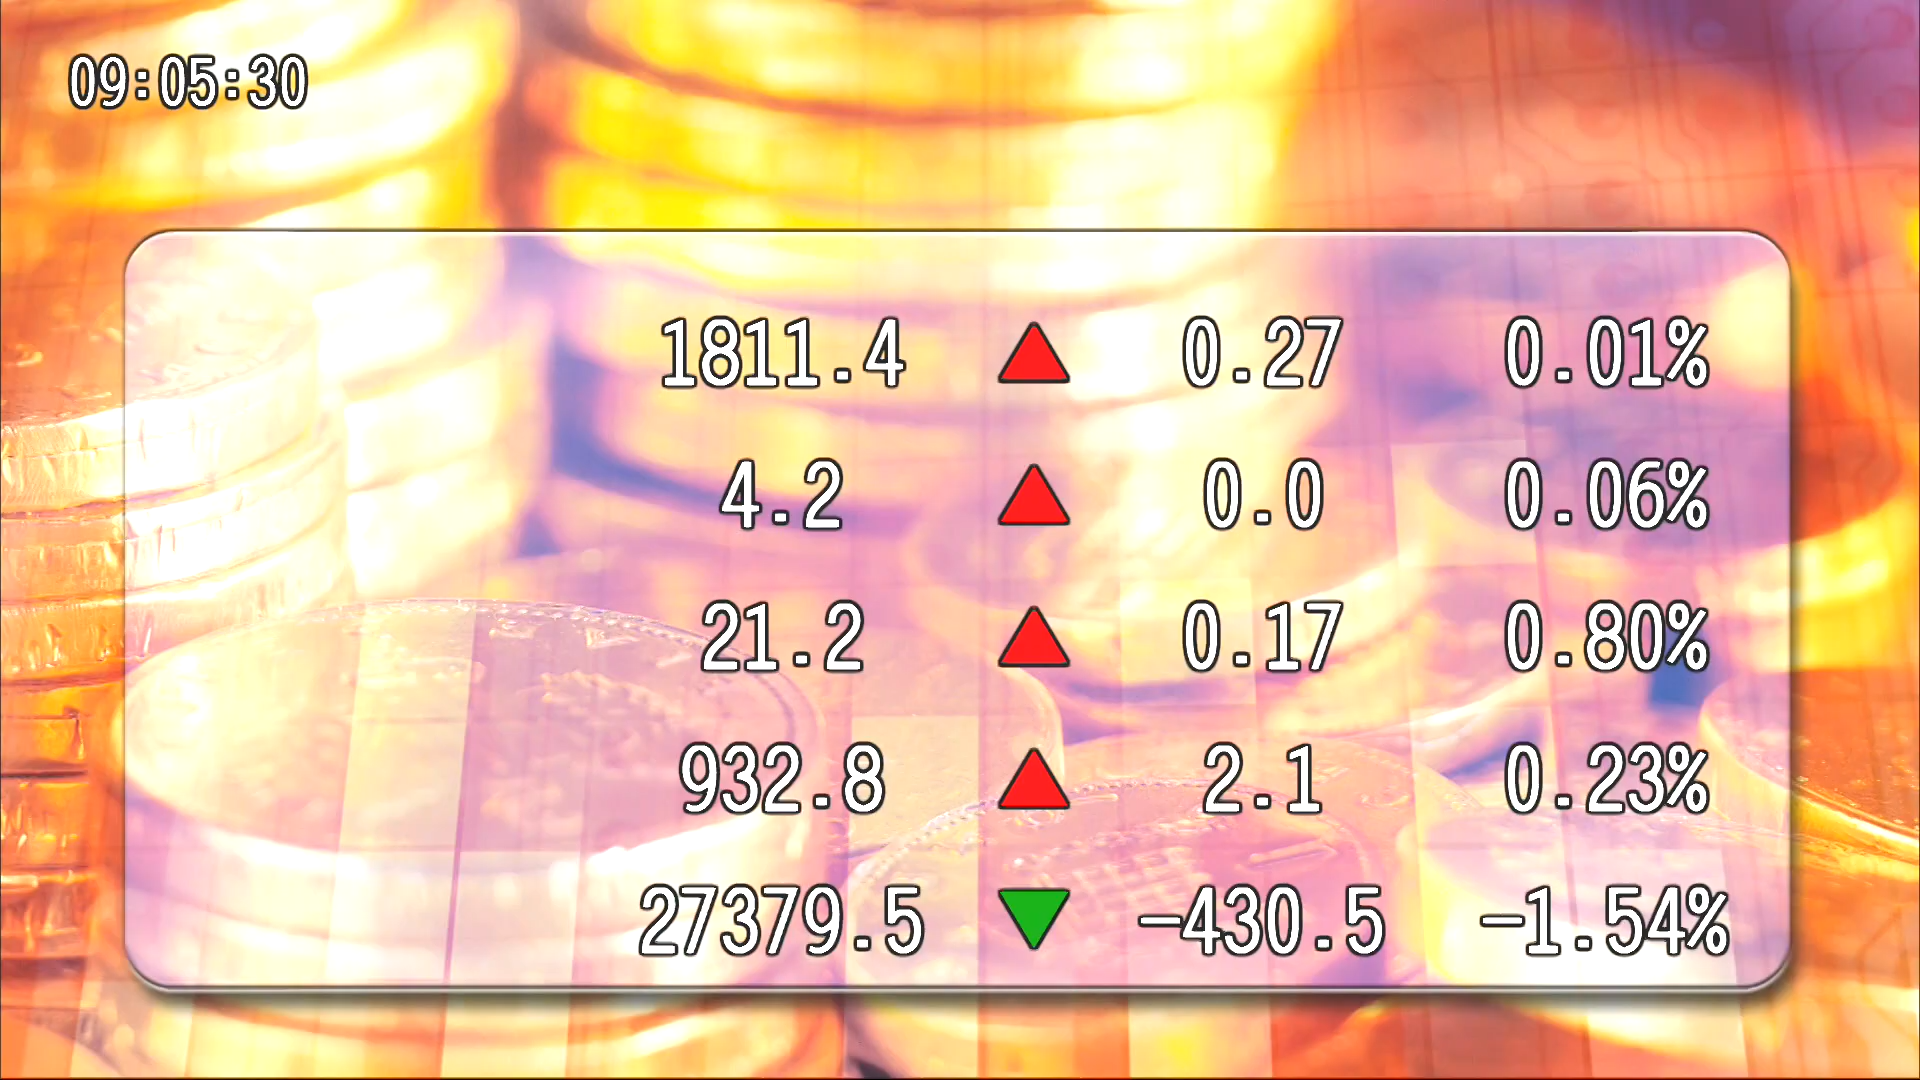 09:05:30
1811.4 ▲ 0.27 0.01%
4.2 ▲ 0.0 0.06%
21.2 ▲ 0.17 0.80%
932.8 ▲ 2.1 0.23%
27379.5 ▼ -430.5 -1.54%